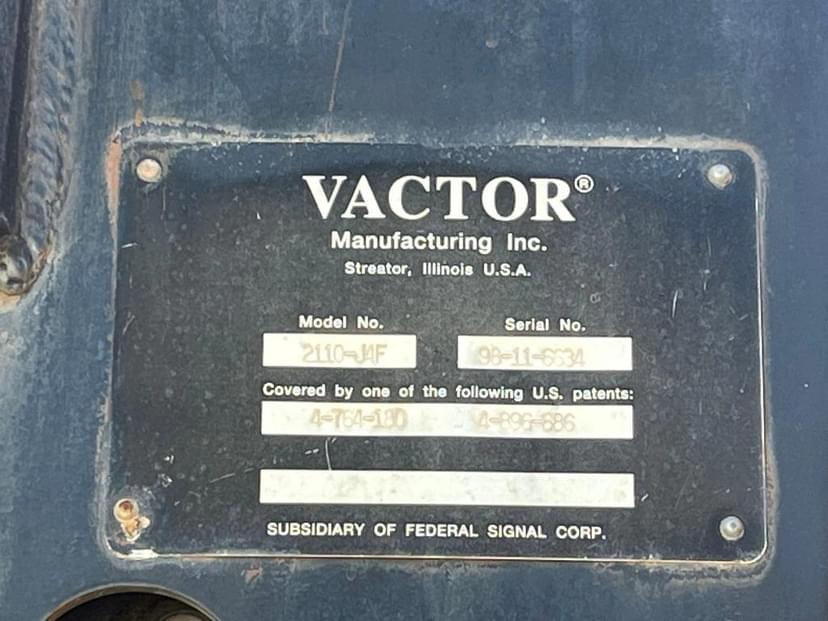 VACTOR®
Manufacturing Inc.
Streator, Illinois U.S.A.
Model No. Serial No.
2110-J4F 98-11-6634
Covered by one of the following U.S. patents:
4-764-180 4-896-686
SUBSIDIARY OF FEDERAL SIGNAL CORP.